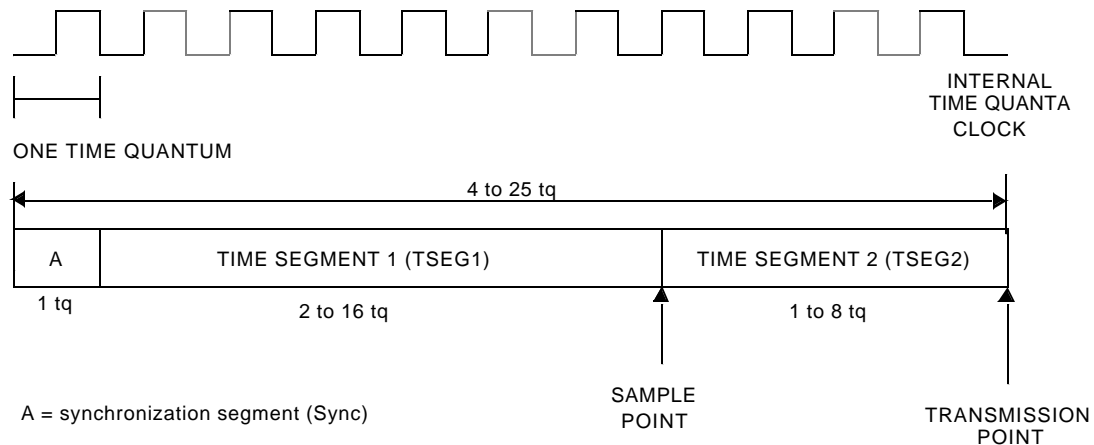 INTERNAL
TIME QUANTA
CLOCK
ONE TIME QUANTUM
4 to 25 tq
A
TIME SEGMENT 1 (TSEG1)
TIME SEGMENT 2 (TSEG2)
1 tq
2 to 16 tq
1 to 8 tq
A = synchronization segment (Sync)
SAMPLE
POINT
TRANSMISSION
POINT